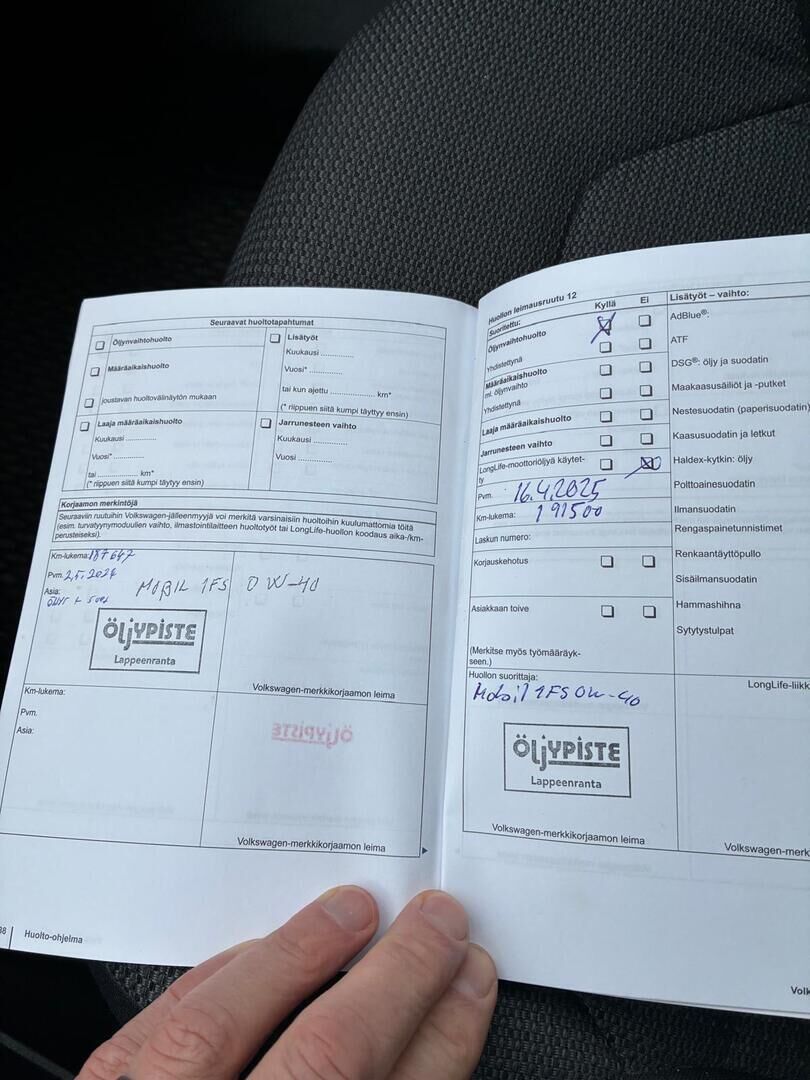 Seuraavat huoltotapahtumat
Öljynvaihtohuolto
Määräaikaishuolto
joustavan huoltovälinäytön mukaan
Lisätyöt
Kuukausi ............
Vuosi* ............
tai kun ajettu ................. km*
(* riippuen siitä kumpi täyttyy ensin)
Laaja määräaikaishuolto
Kuukausi ...........
Vuosi* ............
tai ............... km*
(* riippuen siitä kumpi täytyy ensin)
Jarrunesteen vaihto
Kuukausi .............
Vuosi ..............
Korjaamon merkintöjä
Seuraaviin ruutuihin Volkswagen-jälleenmyyjä voi merkitä varsinaisiin huoltoihin kuulumattomia töitä
(esim. turvatyynymoduulien vaihto, ilmastointilaitteen huoltotyöt tai LongLife-huollon koodaus aika-/km-
perusteiseksi).
Km-lukema: 187647
Pvm. 2.5.2024
Asia:
MOBIL 1FS 0W-40
ÖLJYPISTE
Lappeenranta
Volkswagen-merkkikorjaamon leima
Km-lukema:
Pvm.
Asia:
ÖLJYPISTE
Volkswagen-merkkikorjaamon leima
Huolto-ohjelma
Huollon leimausruutu 12
Suoritettu:
Kyllä
Ei
Öljynvaihtohuolto
Yhdistettynä
Määräaikaishuolto
ml. öljynvaihto
Yhdistettynä
Laaja määräaikaishuolto
Jarrunesteen vaihto
LongLife-moottoriöljyä käytet-
ty
Pvm. 16.4.2025
Km-lukema: 191500
Laskun numero:
Korjauskehotus
Asiakkaan toive
(Merkitse myös työmääräyk-
seen.)
Huollon suorittaja:
Mobil 1FS 0W-40
ÖLJYPISTE
Lappeenranta
Volkswagen-merkkikorjaamon leima
Lisätyöt – vaihto:
AdBlue®:
ATF
DSG®: öljy ja suodatin
Maakaasusäiliöt ja -putket
Nestesuodatin (paperisuodatin)
Kaasusuodatin ja letkut
Haldex-kytkin: öljy
Polttoainesuodatin
Ilmansuodatin
Rengaspainetunnistimet
Renkaantäyttöpullo
Sisäilmansuodatin
Hammashihna
Sytytystulpat
LongLife-liikk
Volkswagen-merk
Volk